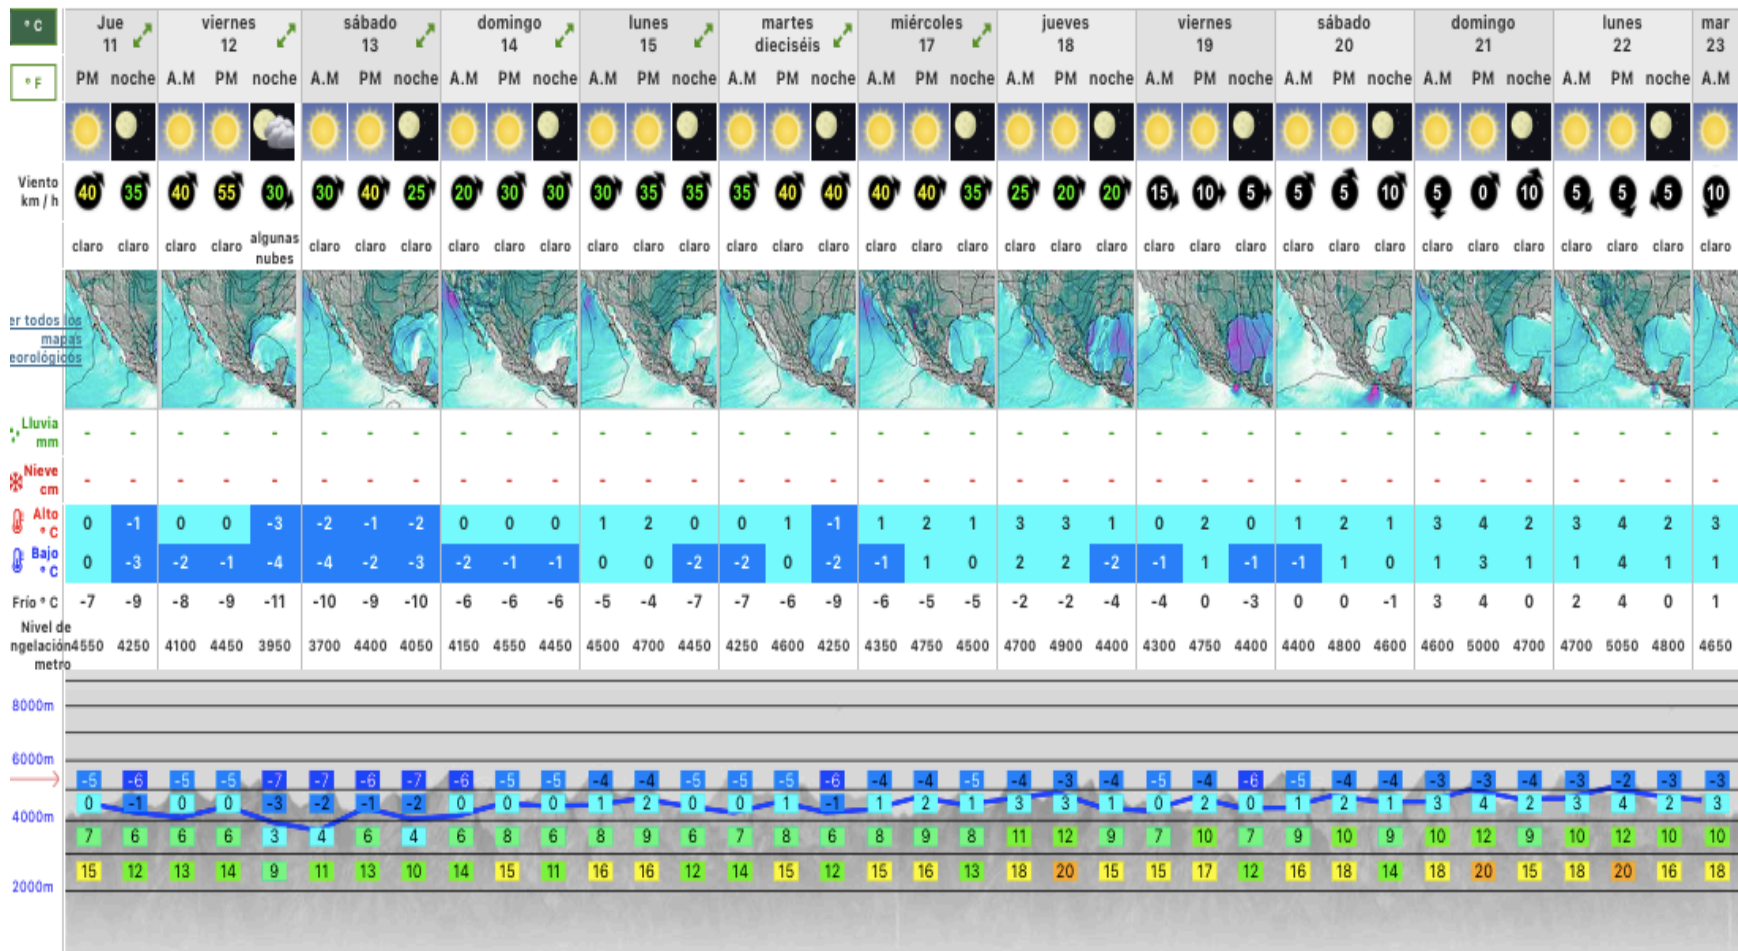 ° C
Jue viernes sábado domingo lunes martes miércoles jueves viernes sábado domingo lunes mar
11 12 13 14 15 dieciséis 17 18 19 20 21 22 23
° F
PM noche A.M PM noche A.M PM noche A.M PM noche A.M PM noche A.M PM noche A.M PM noche A.M PM noche A.M PM noche A.M PM noche A.M PM noche A.M PM noche A.M
Viento
km / h
40 35 40 55 30 30 40 25 20 30 30 30 35 35 35 40 40 40 40 35 25 20 20 15 10 5 5 5 10 5 0 10 5 5 5 10
claro claro claro claro algunas nubes claro claro claro claro claro claro claro claro claro claro claro claro claro claro claro claro claro claro claro claro claro claro claro claro claro claro claro claro claro claro claro
er todos los
mapas
eorológicos
Lluvia
mm
- - - - - - - - - - - - - - - - - - - - - - - - - - - - - - - - - - - -
Nieve
cm
- - - - - - - - - - - - - - - - - - - - - - - - - - - - - - - - - - - -
Alto
° C
0 -1 0 0 -3 -2 -1 -2 0 0 0 1 2 0 0 1 -1 1 2 1 3 3 1 0 2 0 1 2 1 3 4 2 3 4 2 3
Bajo
° C
0 -3 -2 -1 -4 -4 -2 -3 -2 -1 -1 0 0 -2 -2 0 -2 -1 1 0 2 2 -2 -1 1 -1 -1 1 0 1 3 1 1 4 1 1
Frío ° C -7 -9 -8 -9 -11 -10 -9 -10 -6 -6 -6 -5 -4 -7 -7 -6 -9 -6 -5 -5 -2 -2 -4 -4 0 -3 0 0 -1 3 4 0 2 4 0 1
Nivel de
ngelación
metro
4550 4250 4100 4450 3950 3700 4400 4050 4150 4550 4450 4500 4700 4450 4250 4600 4250 4350 4750 4500 4700 4900 4400 4300 4750 4400 4400 4800 4600 4600 5000 4700 4700 5050 4800 4650
8000m
6000m
-5 -6 -5 -5 -7 -7 -6 -7 -6 -5 -5 -4 -4 -5 -5 -5 -6 -4 -4 -5 -4 -3 -4 -5 -4 -6 -5 -4 -4 -3 -3 -4 -3 -2 -3 -3
0 -1 0 0 -3 -2 -1 -2 0 0 0 1 2 0 0 1 -1 1 2 1 3 3 1 0 2 0 1 2 1 3 4 2 3 4 2 3
4000m
7 6 6 6 3 4 6 4 6 8 6 8 9 6 7 8 6 8 9 8 11 12 9 7 10 7 9 10 9 10 12 9 10 12 10 10
15 12 13 14 9 11 13 10 14 15 11 16 16 12 14 15 12 15 16 13 18 20 15 15 17 12 16 18 14 18 20 15 18 20 16 18
2000m